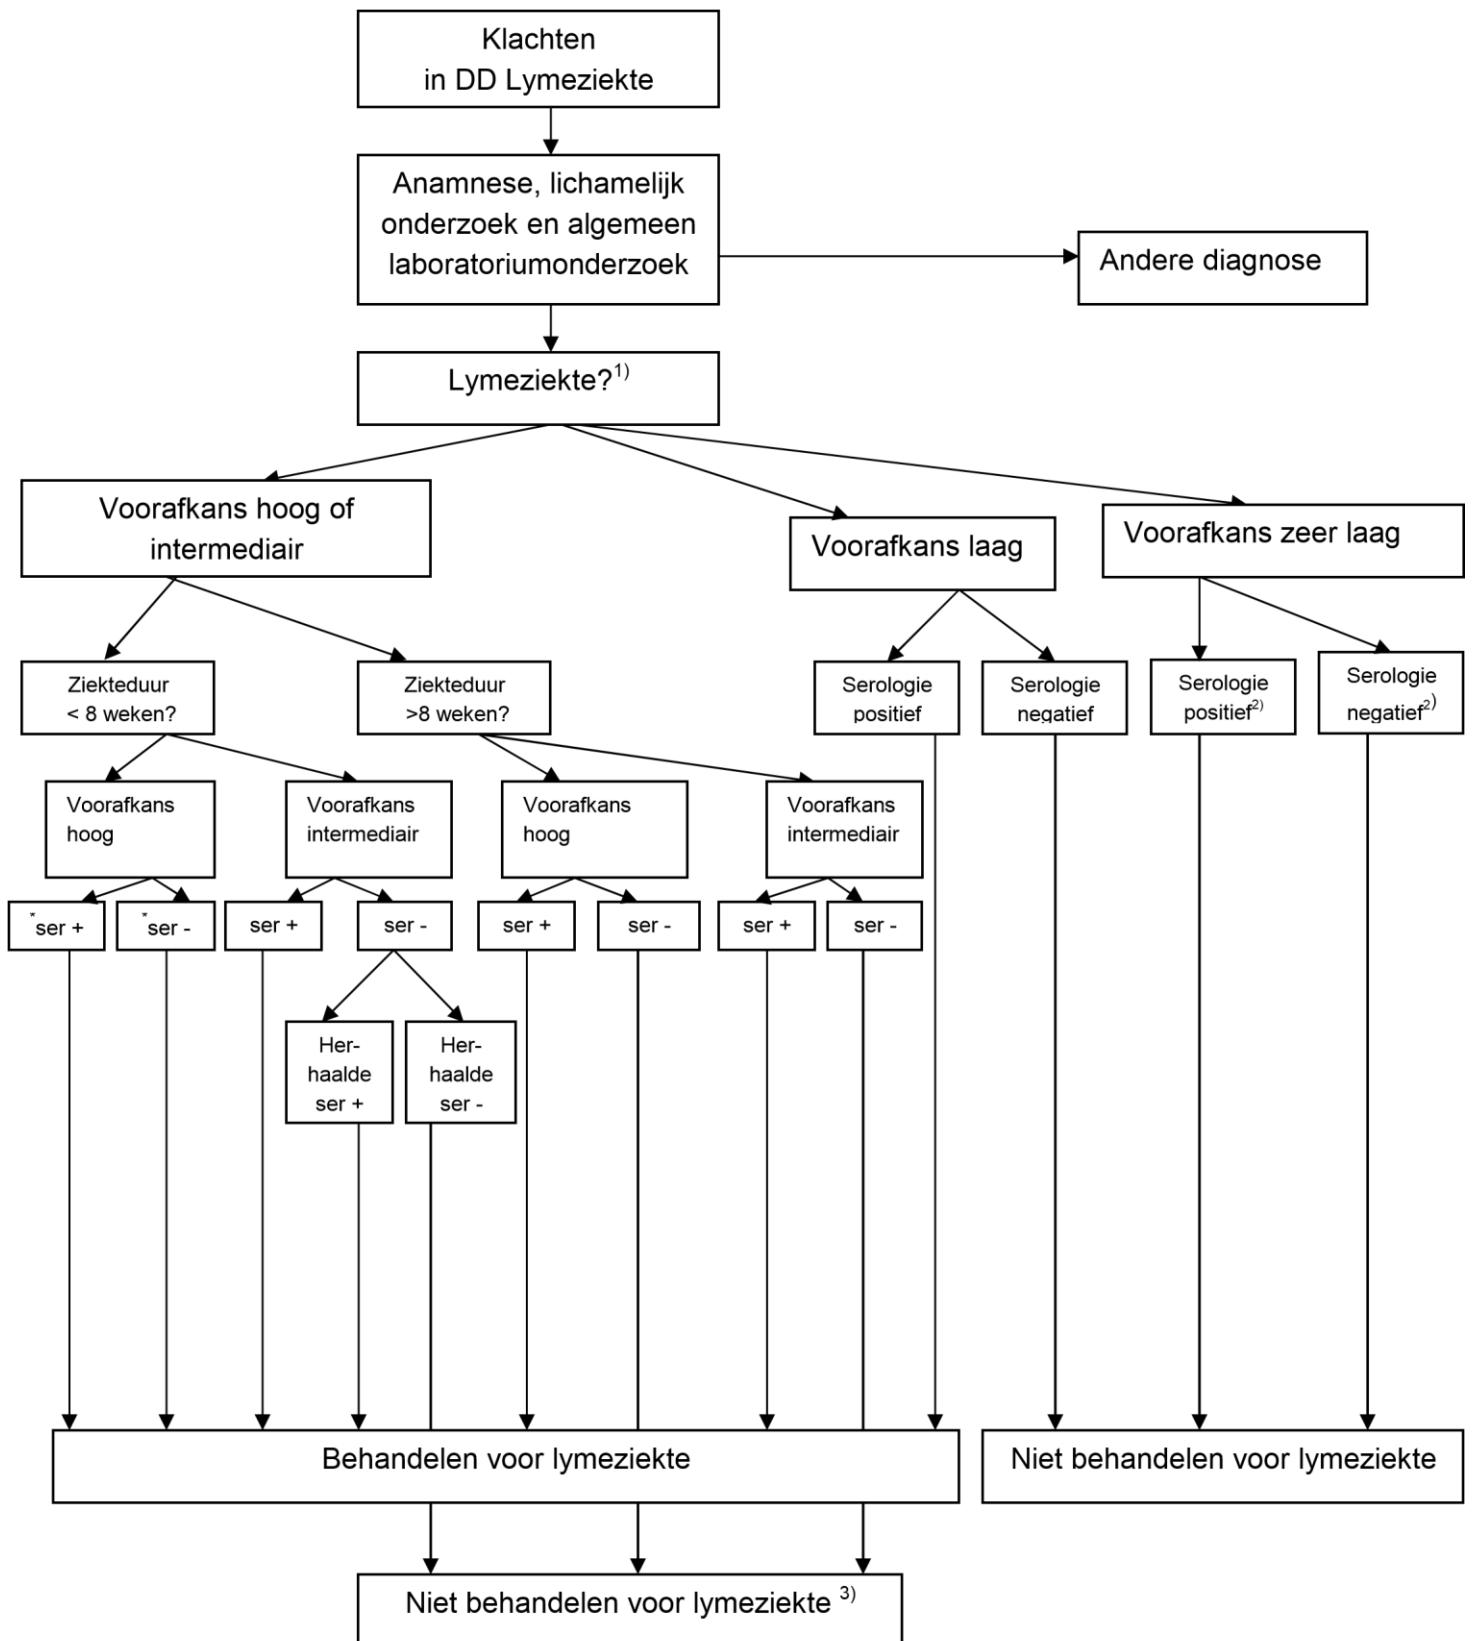 Klachten
in DD Lymeziekte
Anamnese, lichamelijk
onderzoek en algemeen
laboratoriumonderzoek
Andere diagnose
Lymeziekte?1)
Voorafkans hoog of
intermediair
Voorafkans laag
Voorafkans zeer laag
Ziekteduur
< 8 weken?
Ziekteduur
>8 weken?
Serologie
positief
Serologie
negatief
Serologie
positief2)
Serologie
negatief2)
Voorafkans
hoog
Voorafkans
intermediair
Voorafkans
hoog
Voorafkans
intermediair
*ser +
*ser -
ser +
ser -
ser +
ser -
ser +
ser -
Her-
haalde
ser +
Her-
haalde
ser -
Behandelen voor lymeziekte
Niet behandelen voor lymeziekte
Niet behandelen voor lymeziekte 3)